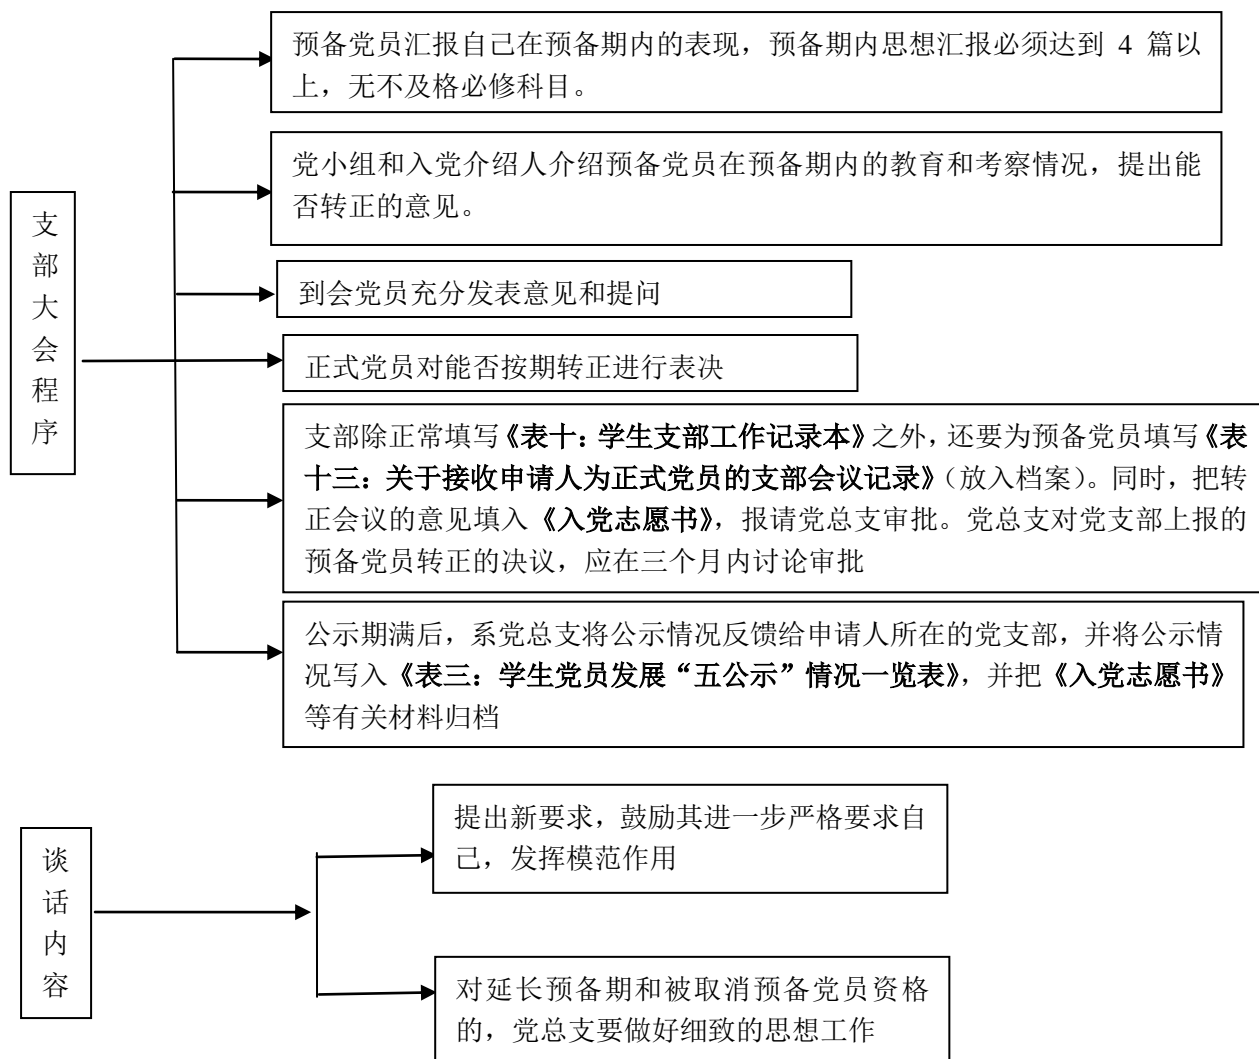 支部大会程序
预备党员汇报自己在预备期内的表现，预备期内思想汇报必须达到 4 篇以
上，无不及格必修科目。
党小组和入党介绍人介绍预备党员在预备期内的教育和考察情况，提出能
否转正的意见。
到会党员充分发表意见和提问
正式党员对能否按期转正进行表决
支部除正常填写《表十：学生支部工作记录本》之外，还要为预备党员填写《表
十三：关于接收申请人为正式党员的支部会议记录》（放入档案）。同时，把转
正会议的意见填入《入党志愿书》，报请党总支审批。党总支对党支部上报的
预备党员转正的决议，应在三个月内讨论审批
公示期满后，系党总支将公示情况反馈给申请人所在的党支部，并将公示情
况写入《表三：学生党员发展“五公示”情况一览表》，并把《入党志愿书》
等有关材料归档
谈话内容
提出新要求，鼓励其进一步严格要求自
己，发挥模范作用
对延长预备期和被取消预备党员资格
的，党总支要做好细致的思想工作